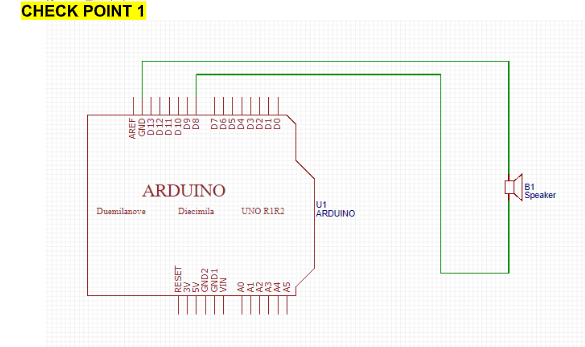 CHECK POINT 1
AREF
GND
D13
D12
D11
D10
D9
D8
D7
D6
D5
D4
D3
D2
D1
D0
ARDUINO
Duemilanove Diecimila UNO R1R2
U1
ARDUINO
B1
Speaker
RESET
3V
5V
GND2
GND1
VIN
A0
A1
A2
A3
A4
A5